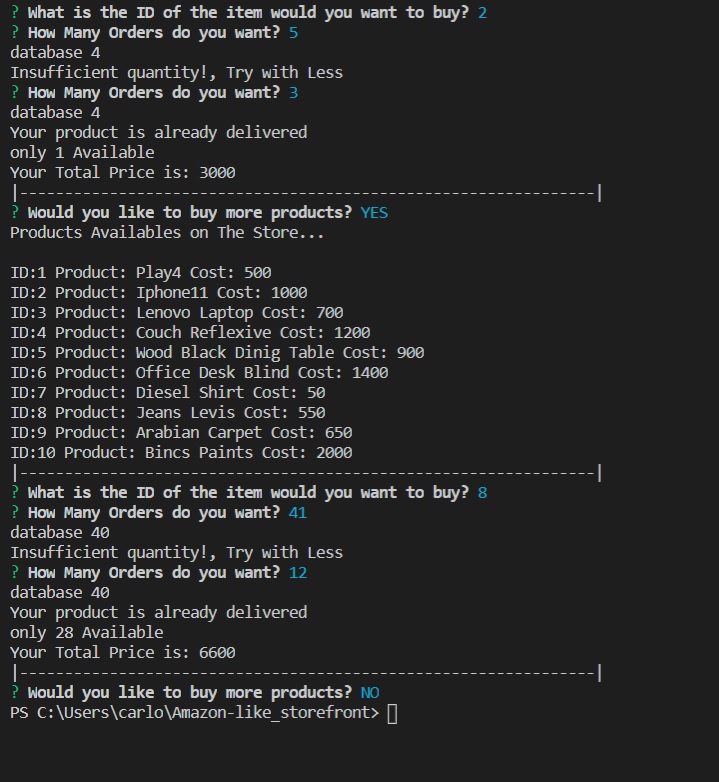 ? What is the ID of the item would you want to buy? 2
? How Many Orders do you want? 5
database 4
Insufficient quantity!, Try with Less
? How Many Orders do you want? 3
database 4
Your product is already delivered
only 1 Available
Your Total Price is: 3000
|----------------------------------------------------------------|
? Would you like to buy more products? YES
Products Availables on The Store...
ID:1 Product: Play4 Cost: 500
ID:2 Product: Iphone11 Cost: 1000
ID:3 Product: Lenovo Laptop Cost: 700
ID:4 Product: Couch Reflexive Cost: 1200
ID:5 Product: Wood Black Dinig Table Cost: 900
ID:6 Product: Office Desk Blind Cost: 1400
ID:7 Product: Diesel Shirt Cost: 50
ID:8 Product: Jeans Levis Cost: 550
ID:9 Product: Arabian Carpet Cost: 650
ID:10 Product: Bincs Paints Cost: 2000
|----------------------------------------------------------------|
? What is the ID of the item would you want to buy? 8
? How Many Orders do you want? 41
database 40
Insufficient quantity!, Try with Less
? How Many Orders do you want? 12
database 40
Your product is already delivered
only 28 Available
Your Total Price is: 6600
|----------------------------------------------------------------|
? Would you like to buy more products? NO
PS C:\Users\carlo\Amazon-like_storefront>